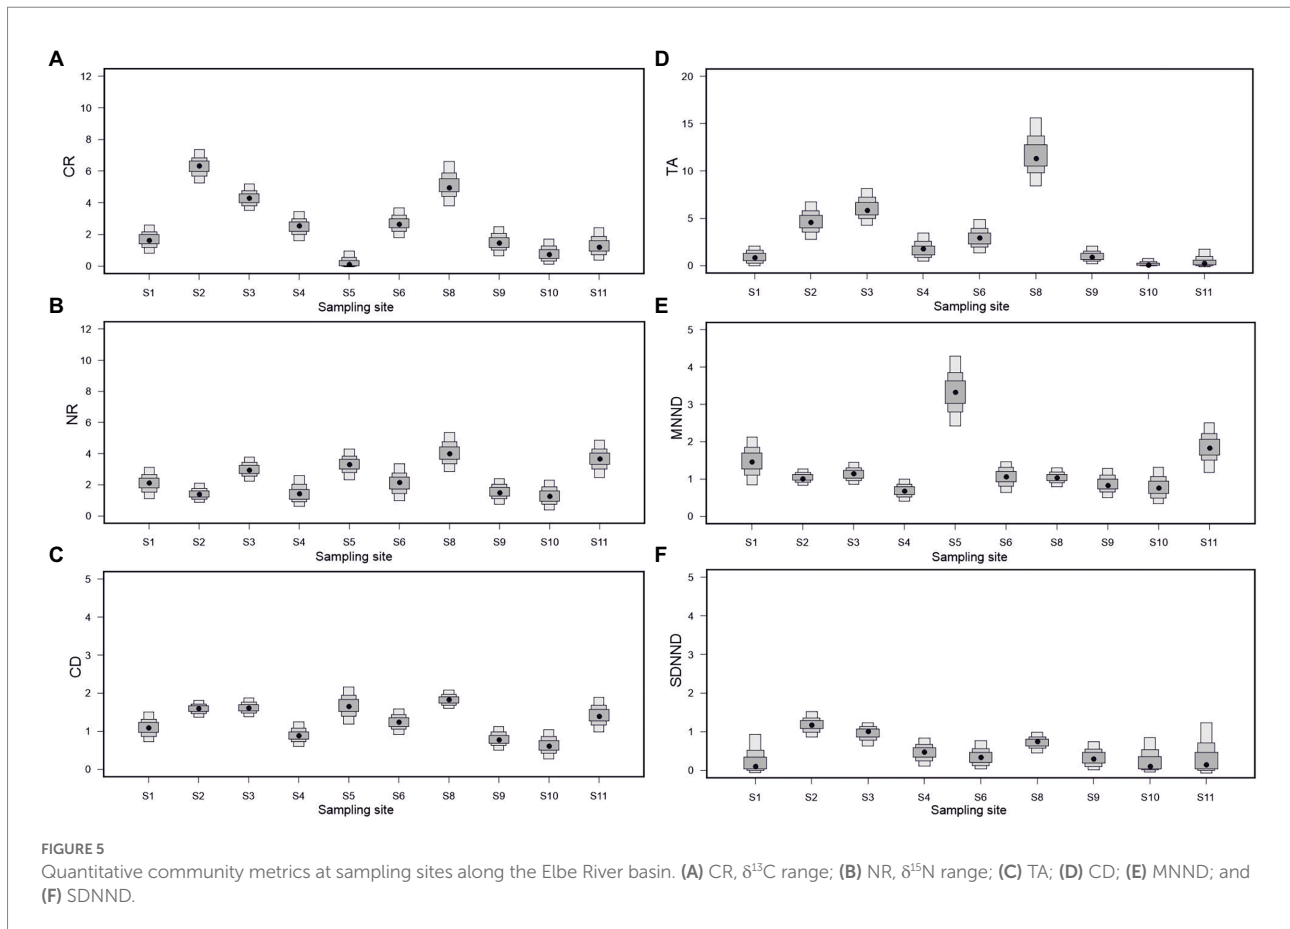 A
12
10
8
6
4
2
0
CR
S1 S2 S3 S4 S5 S6 S8 S9 S10 S11
Sampling site
B
12
10
8
6
4
2
0
NR
S1 S2 S3 S4 S5 S6 S8 S9 S10 S11
Sampling site
C
5
4
3
2
1
0
CD
S1 S2 S3 S4 S5 S6 S8 S9 S10 S11
Sampling site
D
20
15
10
5
0
TA
S1 S2 S3 S4 S6 S8 S9 S10 S11
Sampling site
E
5
4
3
2
1
0
MNND
S1 S2 S3 S4 S5 S6 S8 S9 S10 S11
Sampling site
F
5
4
3
2
1
0
SDNND
S1 S2 S3 S4 S6 S8 S9 S10 S11
Sampling site
FIGURE 5
Quantitative community metrics at sampling sites along the Elbe River basin. (A) CR, δ¹³C range; (B) NR, δ¹⁵N range; (C) TA; (D) CD; (E) MNND; and
(F) SDNND.